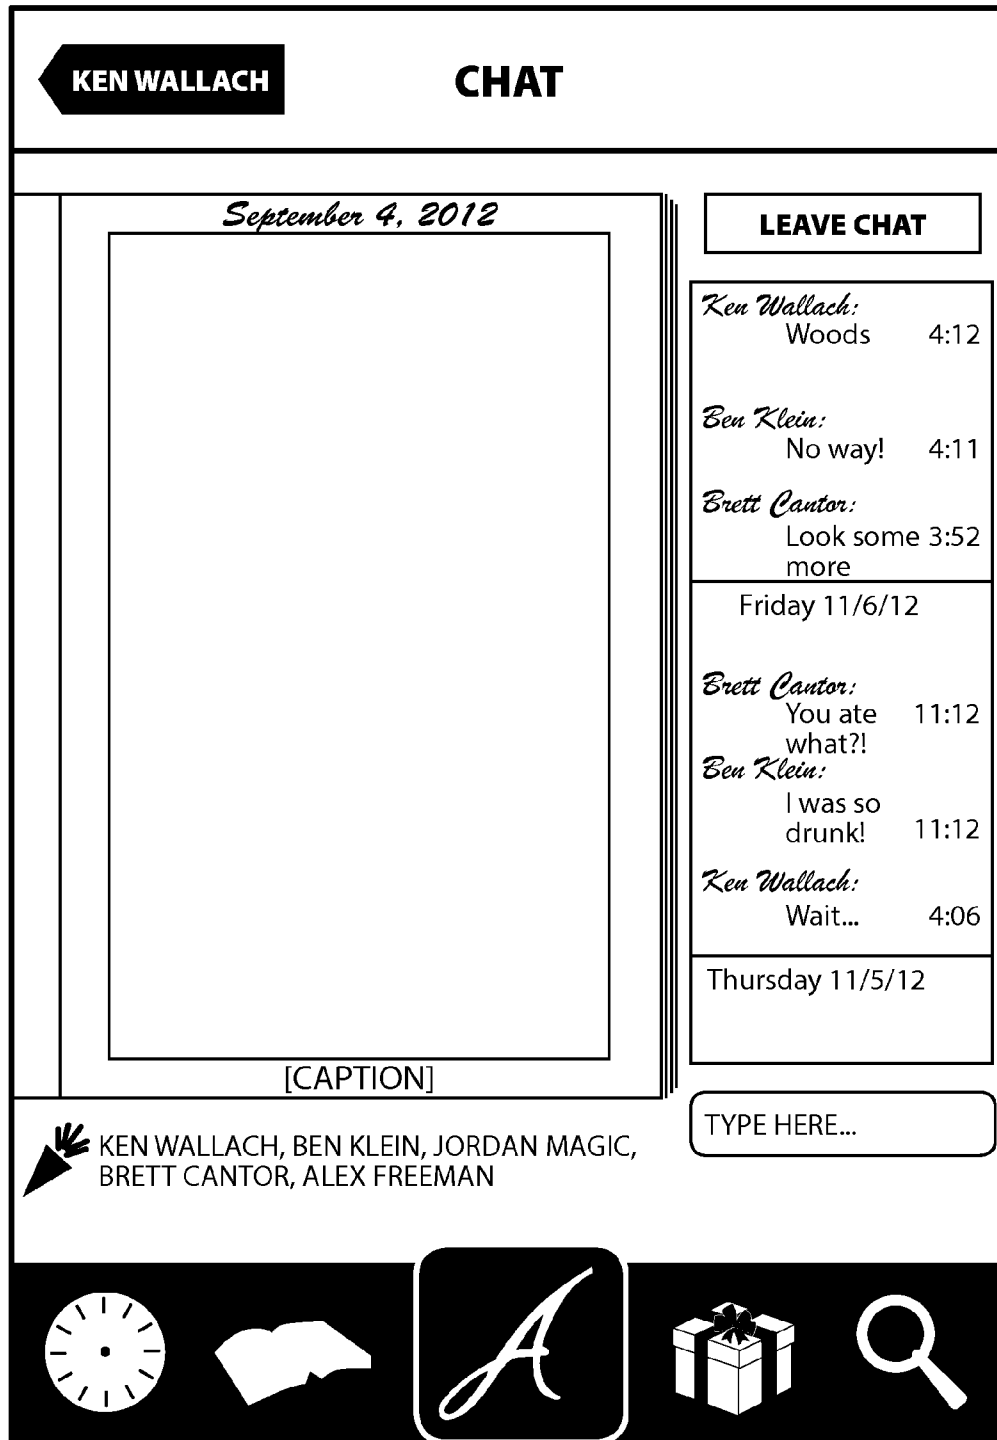 KEN WALLACH
CHAT
September 4, 2012
[CAPTION]
KEN WALLACH, BEN KLEIN, JORDAN MAGIC,
BRETT CANTOR, ALEX FREEMAN
LEAVE CHAT
Ken Wallach:
Woods 4:12
Ben Klein:
No way! 4:11
Brett Cantor:
Look some 3:52
more
Friday 11/6/12
Brett Cantor:
You ate 11:12
what?!
Ben Klein:
I was so
drunk! 11:12
Ken Wallach:
Wait... 4:06
Thursday 11/5/12
TYPE HERE...
A